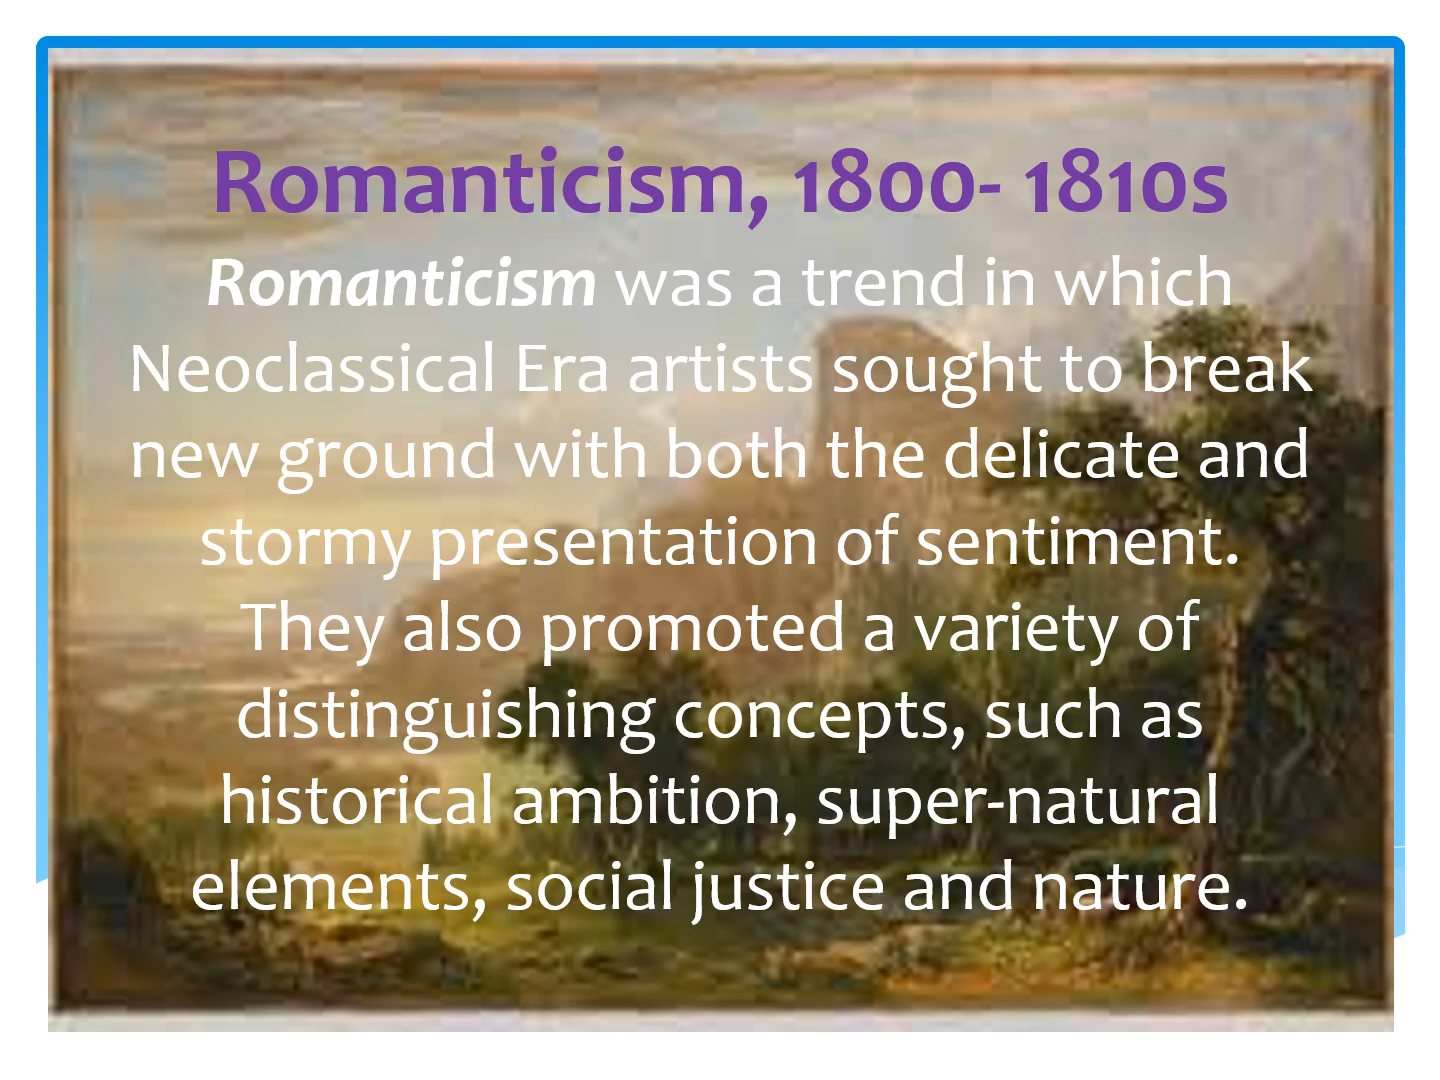 Romanticism, 1800- 1810s
Romanticism was a trend in which
Neoclassical Era artists sought to break
new ground with both the delicate and
stormy presentation of sentiment.
They also promoted a variety of
distinguishing concepts, such as
historical ambition, super-natural
elements, social justice and nature.